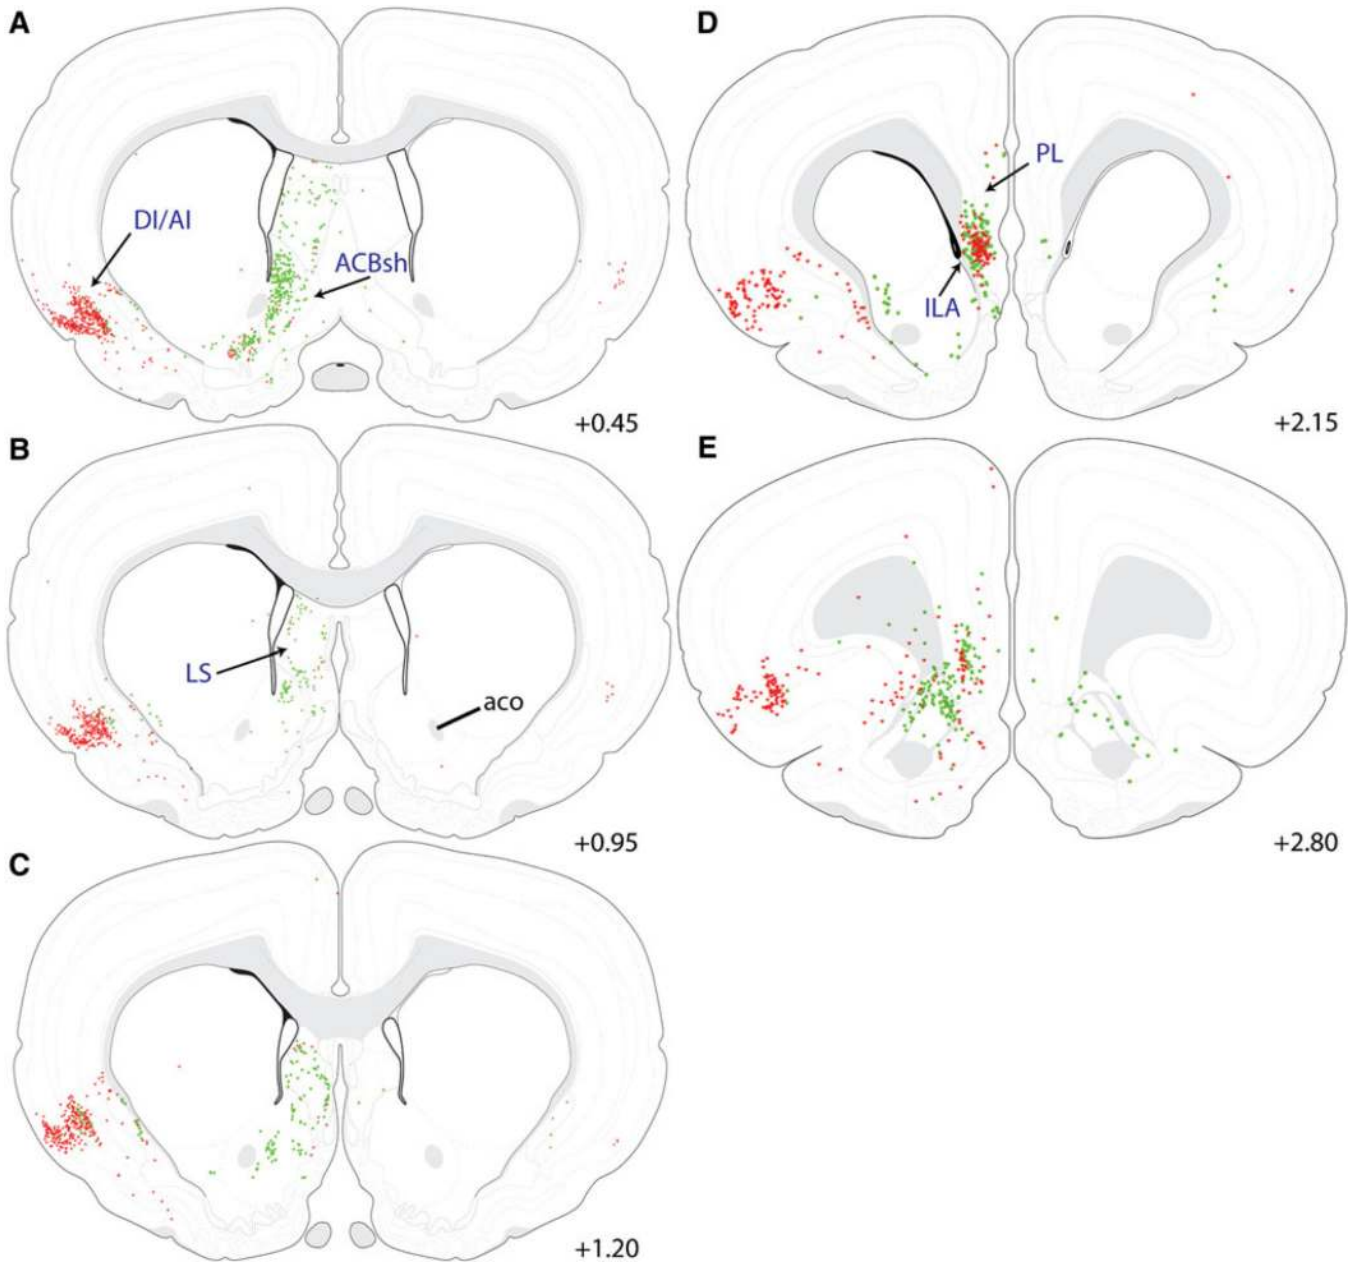 A
DI/AI
ACBsh
+0.45
B
LS
aco
+0.95
C
+1.20
D
PL
ILA
+2.15
E
+2.80